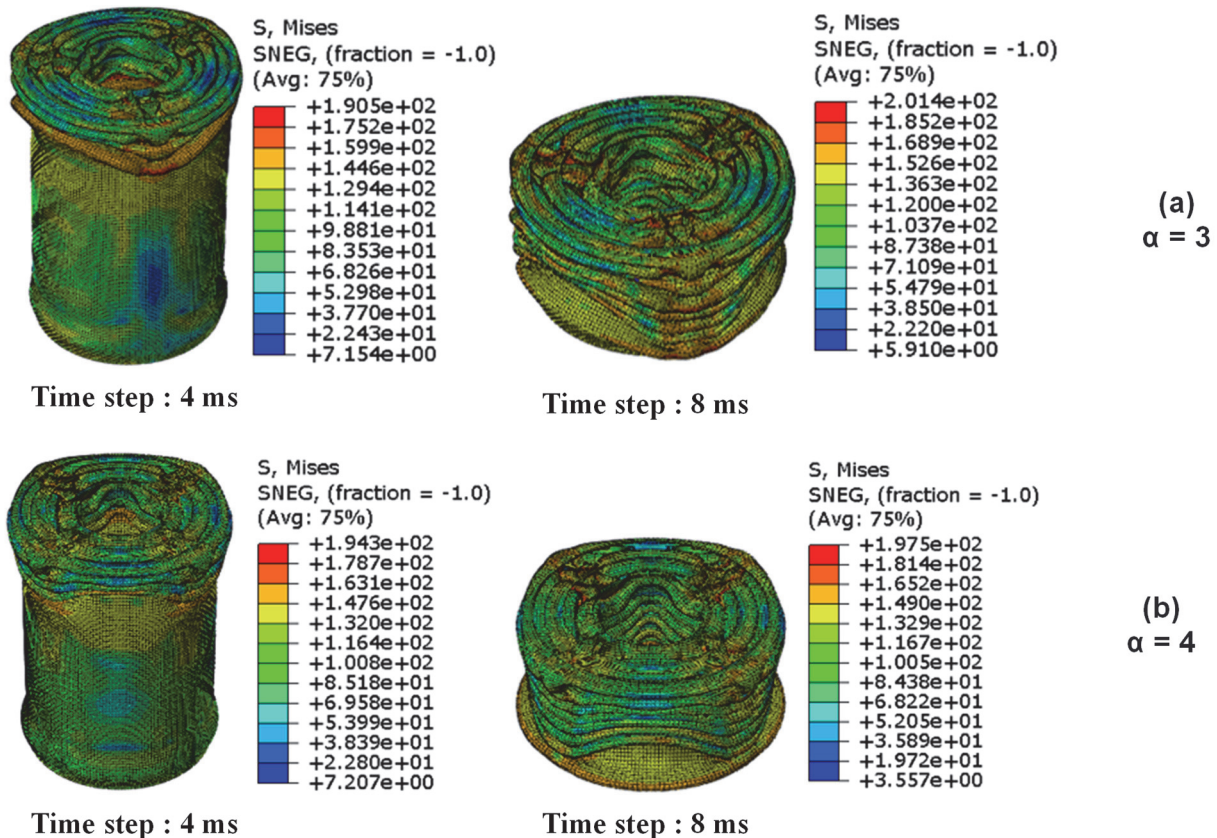 S, Mises
SNEG, (fraction = -1.0)
(Avg: 75%)
+1.905e+02
+1.752e+02
+1.599e+02
+1.446e+02
+1.294e+02
+1.141e+02
+9.881e+01
+8.353e+01
+6.826e+01
+5.298e+01
+3.770e+01
+2.243e+01
+7.154e+00
Time step : 4 ms
S, Mises
SNEG, (fraction = -1.0)
(Avg: 75%)
+2.014e+02
+1.852e+02
+1.689e+02
+1.526e+02
+1.363e+02
+1.200e+02
+1.037e+02
+8.738e+01
+7.109e+01
+5.479e+01
+3.850e+01
+2.220e+01
+5.910e+00
Time step : 8 ms
(a)
α = 3
S, Mises
SNEG, (fraction = -1.0)
(Avg: 75%)
+1.943e+02
+1.787e+02
+1.631e+02
+1.476e+02
+1.320e+02
+1.164e+02
+1.008e+02
+8.518e+01
+6.958e+01
+5.399e+01
+3.839e+01
+2.280e+01
+7.207e+00
Time step : 4 ms
S, Mises
SNEG, (fraction = -1.0)
(Avg: 75%)
+1.975e+02
+1.814e+02
+1.652e+02
+1.490e+02
+1.329e+02
+1.167e+02
+1.005e+02
+8.438e+01
+6.822e+01
+5.205e+01
+3.589e+01
+1.972e+01
+3.557e+00
Time step : 8 ms
(b)
α = 4